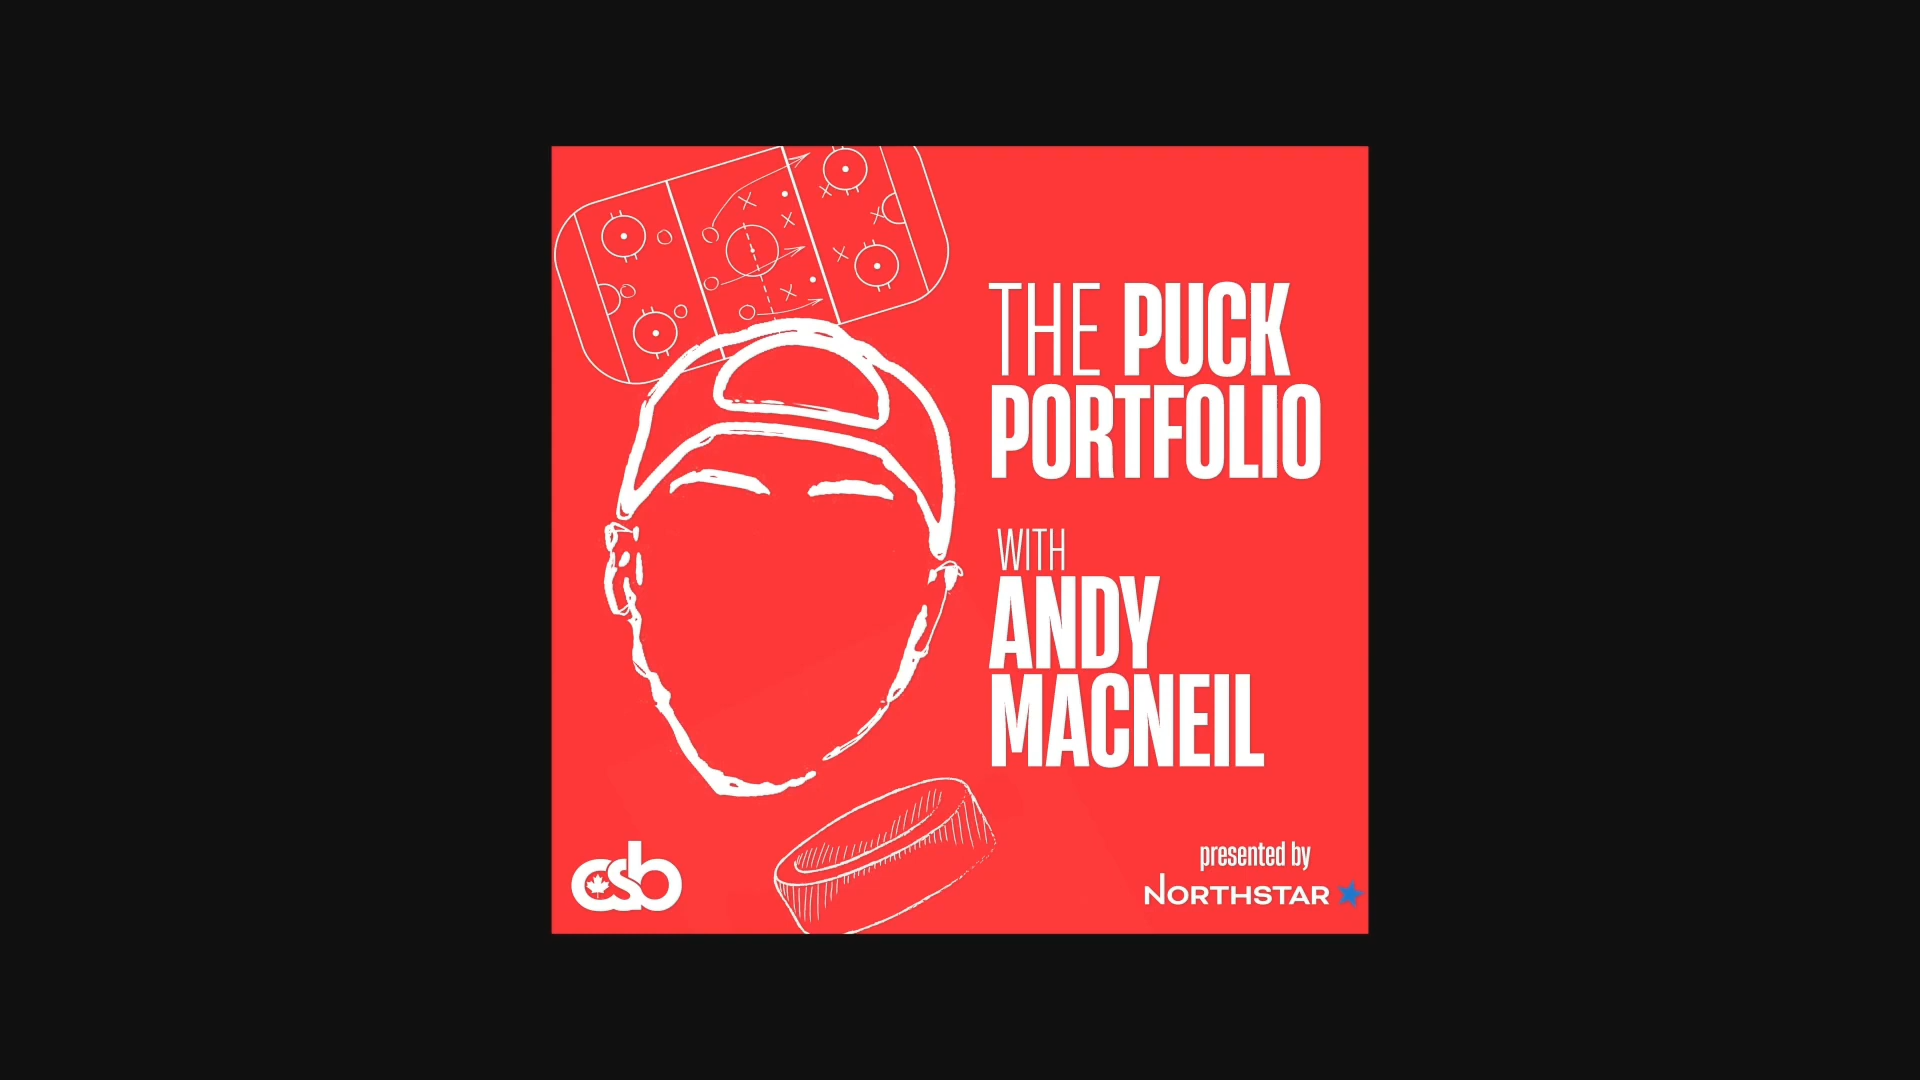 THE PUCK
PORTFOLIO
WITH
ANDY
MACNEIL
csb
presented by
NORTHSTAR